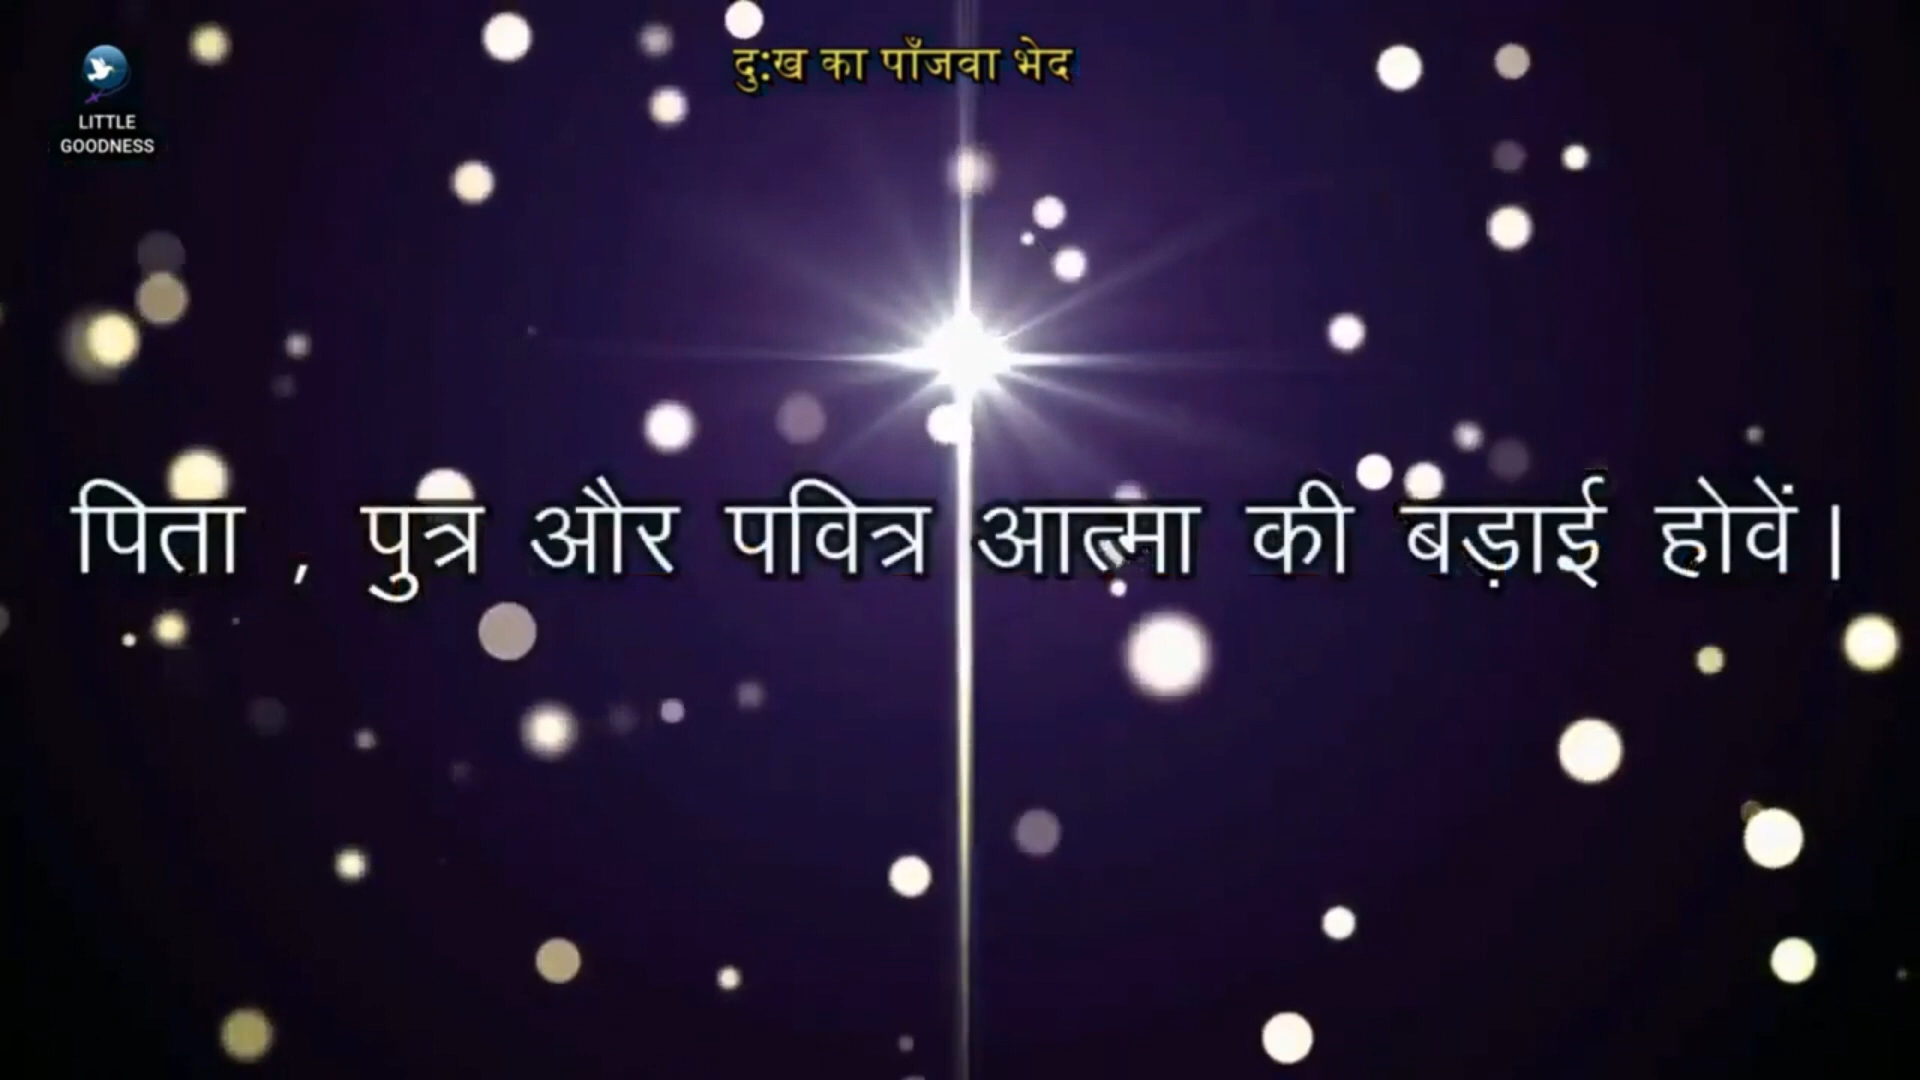 दु:ख का पाँजवा भेद
LITTLE
GOODNESS
पिता , पुत्र और पवित्र आत्मा की बड़ाई होवें।